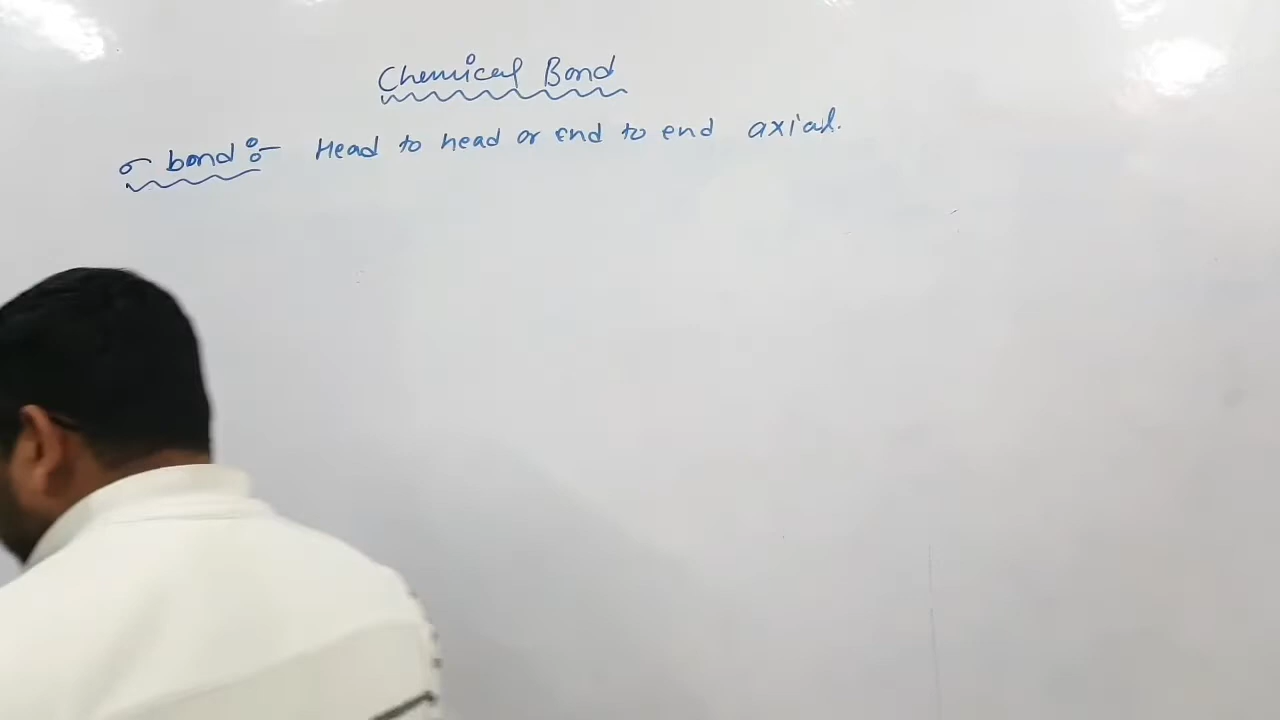 Chemical Bond
σ bond :- Head to head or end to end axial.